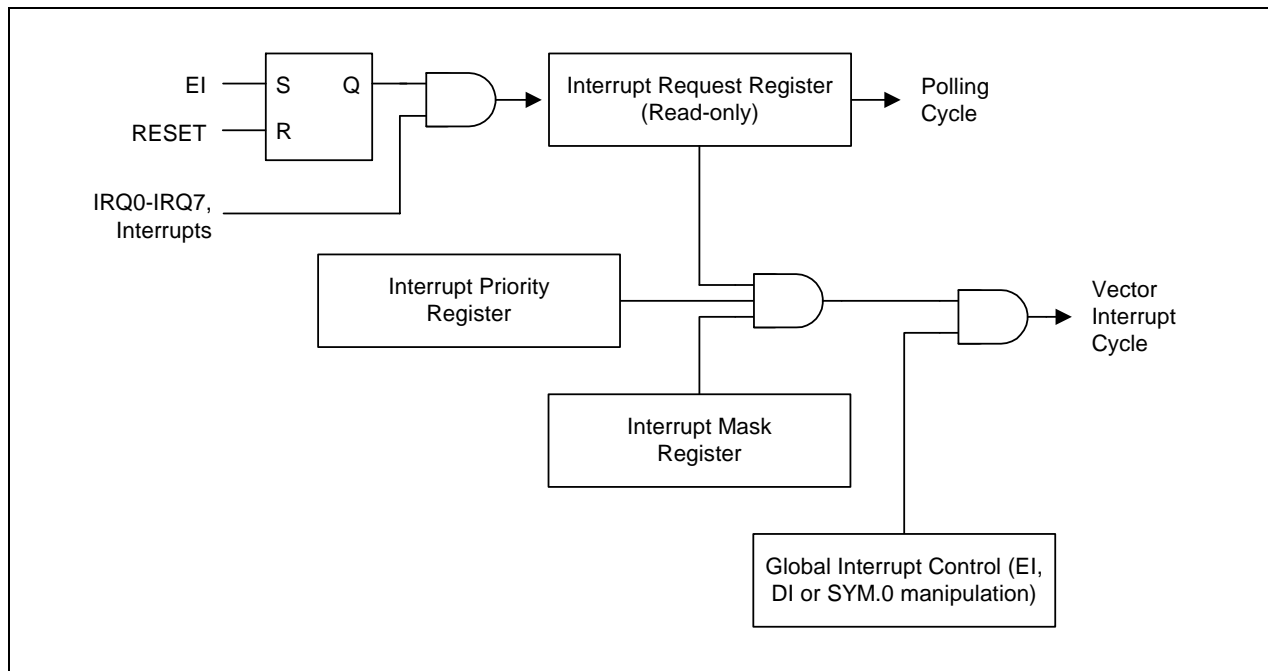 EI
S
Q
RESET
R
IRQ0-IRQ7,
Interrupts
Interrupt Request Register
(Read-only)
Polling
Cycle
Interrupt Priority
Register
Vector
Interrupt
Cycle
Interrupt Mask
Register
Global Interrupt Control (EI,
DI or SYM.0 manipulation)